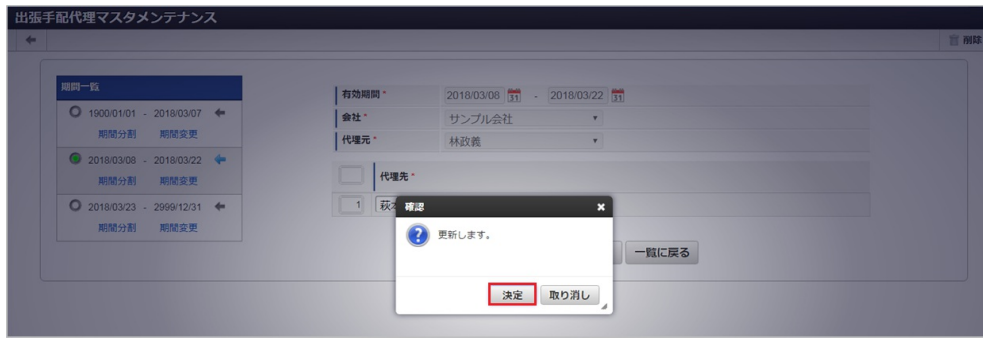 出張手配代理マスタメンテナンス
削除
期間一覧
1900/01/01 - 2018/03/07
期間分割 期間変更
2018/03/08 - 2018/03/22
期間分割 期間変更
2018/03/23 - 2999/12/31
期間分割 期間変更
有効期間 * 2018/03/08 31 - 2018/03/22 31
会社 * サンプル会社
代理元 * 林政義
代理先 *
1 萩
確認
更新します。
決定 取り消し
一覧に戻る